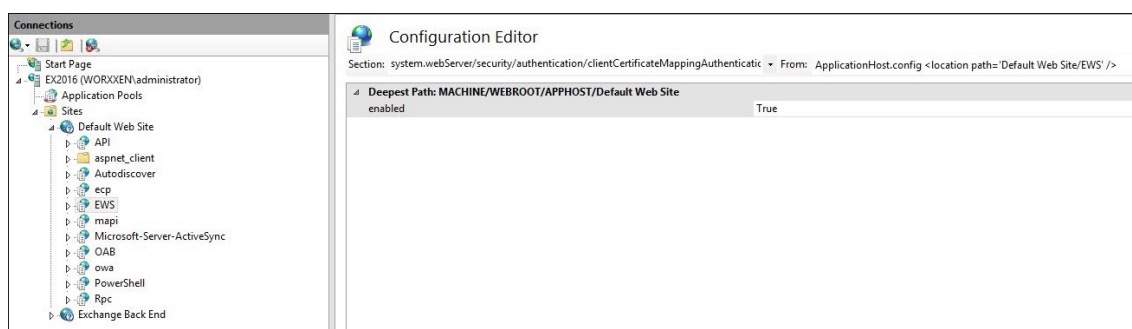 Connections
Start Page
EX2016 (WORXXEN\administrator)
Application Pools
Sites
Default Web Site
API
aspnet_client
Autodiscover
ecp
EWS
mapi
Microsoft-Server-ActiveSync
OAB
owa
PowerShell
Rpc
Exchange Back End
Configuration Editor
Section: system.webServer/security/authentication/clientCertificateMappingAuthenticatic From: ApplicationHost.config <location path='Default Web Site/EWS' />
Deepest Path: MACHINE/WEBROOT/APPHOST/Default Web Site
enabled True